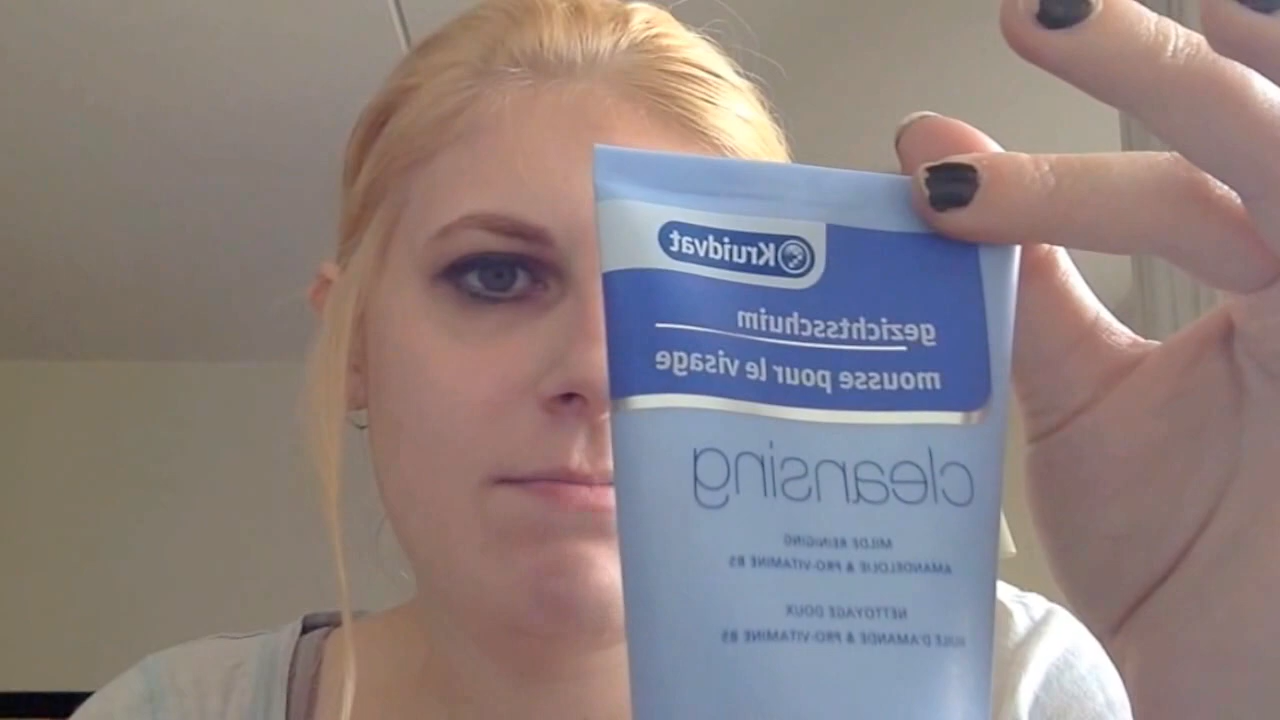 Kruidvat
gezichtsschuim
mousse pour le visage
cleansing
MILDE REINIGING
AMANDELOLIE & PRO-VITAMINE B5
NETTOYAGE DOUX
HUILE D'AMANDE & PRO-VITAMINE B5